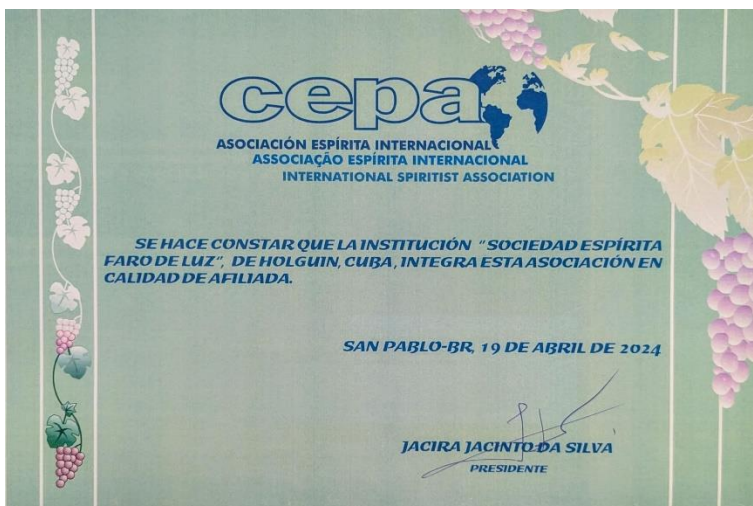 cepa
ASOCIACIÓN ESPÍRITA INTERNACIONAL
ASSOCIAÇÃO ESPÍRITA INTERNACIONAL
INTERNATIONAL SPIRITIST ASSOCIATION
SE HACE CONSTAR QUE LA INSTITUCIÓN "SOCIEDAD ESPÍRITA
FARO DE LUZ", DE HOLGUIN, CUBA, INTEGRA ESTA ASOCIACIÓN EN
CALIDAD DE AFILIADA.
SAN PABLO-BR, 19 DE ABRIL DE 2024
JACIRA JACINTO DA SILVA
PRESIDENTE